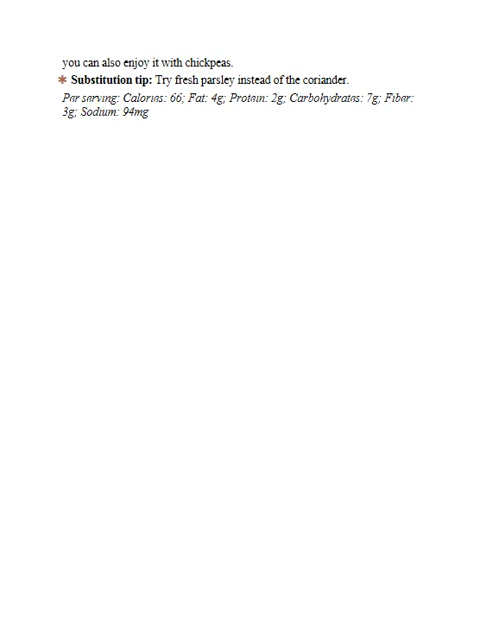 you can also enjoy it with chickpeas.
* Substitution tip: Try fresh parsley instead of the coriander.
Per serving: Calories: 66; Fat: 4g; Protein: 2g; Carbohydrates: 7g; Fiber:
3g; Sodium: 94mg